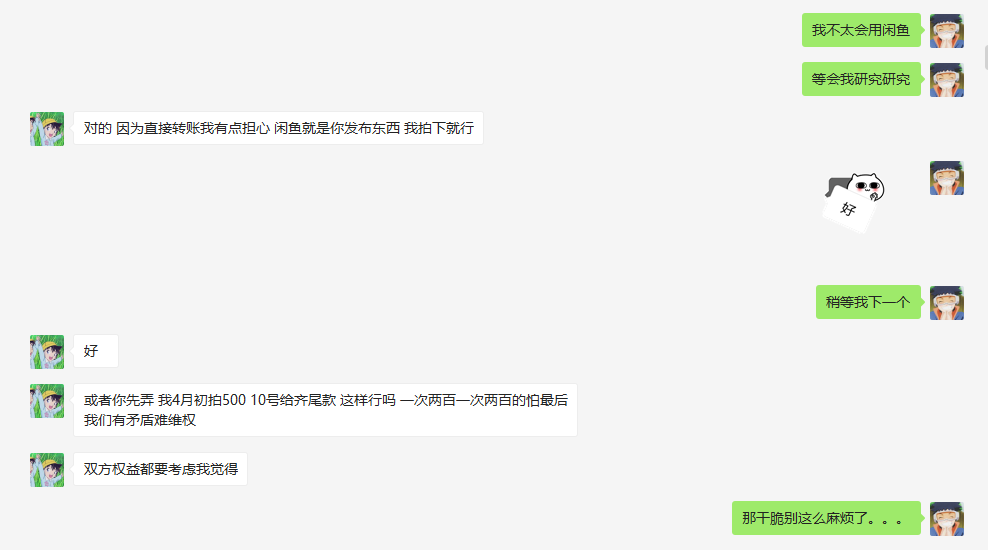 我不太会用闲鱼
等会我研究研究
对的 因为直接转账我有点担心 闲鱼就是你发布东西 我拍下就行
好
稍等我下一个
好
或者你先弄 我4月初拍500 10号给齐尾款 这样行吗 一次两百一次两百的怕最后
我们有矛盾难维权
双方权益都要考虑我觉得
那干脆别这么麻烦了。。。